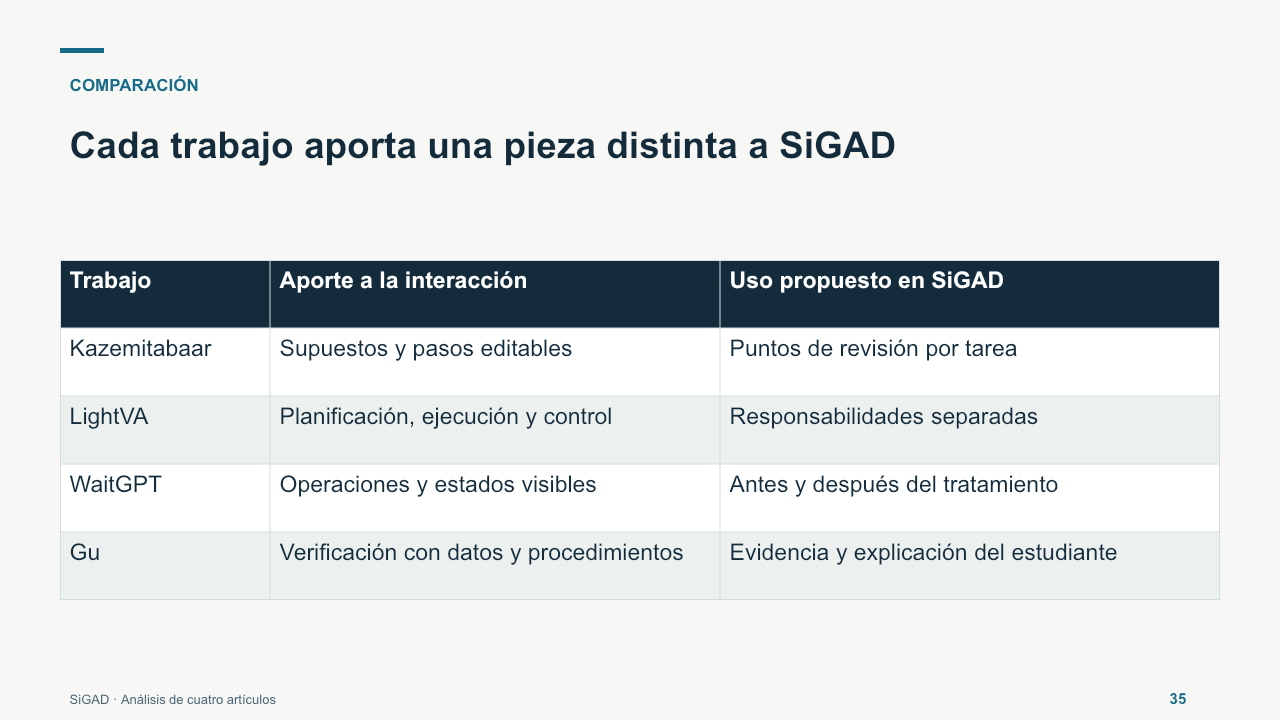 COMPARACIÓN
Cada trabajo aporta una pieza distinta a SiGAD
Trabajo Aporte a la interacción Uso propuesto en SiGAD
Kazemitabaar Supuestos y pasos editables Puntos de revisión por tarea
LightVA Planificación, ejecución y control Responsabilidades separadas
WaitGPT Operaciones y estados visibles Antes y después del tratamiento
Gu Verificación con datos y procedimientos Evidencia y explicación del estudiante
SiGAD · Análisis de cuatro artículos 35